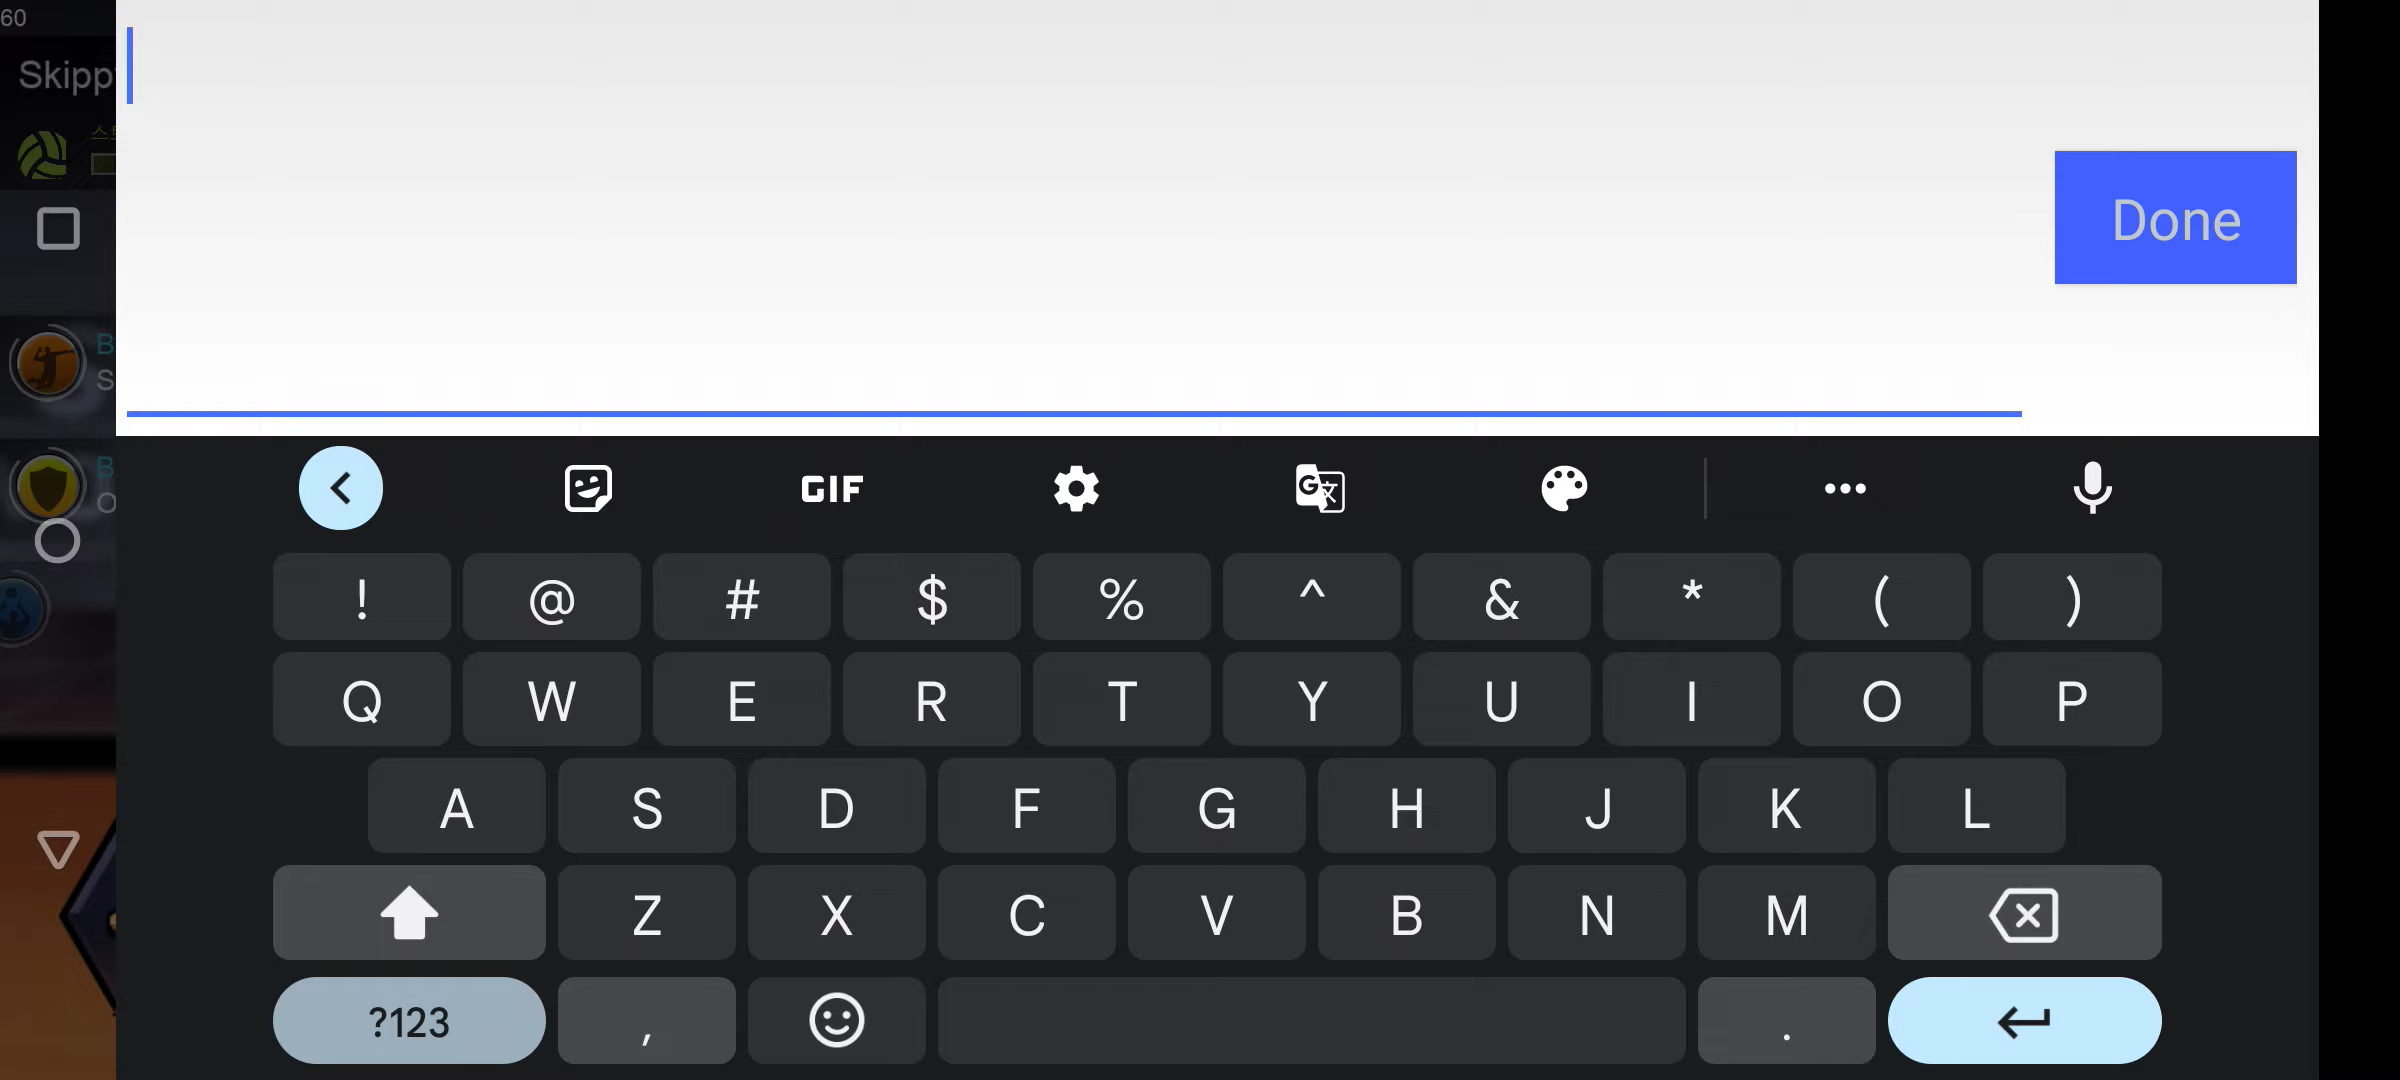 60
Skipp
Done
GIF
! @ # $ % ^ & * ( )
Q W E R T Y U I O P
A S D F G H J K L
Z X C V B N M
?123 , .